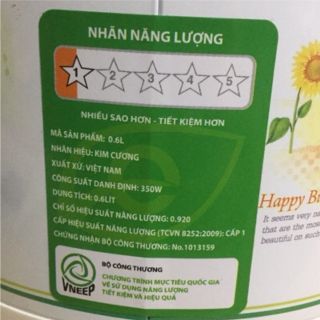 NHÃN NĂNG LƯỢNG
1 2 3 4 5
NHIỀU SAO HƠN - TIẾT KIỆM HƠN
MÃ SẢN PHẨM: 0.6L
NHÃN HIỆU: KIM CƯƠNG
XUẤT XỨ: VIỆT NAM
CÔNG SUẤT DANH ĐỊNH: 350W
DUNG TÍCH: 0.6LÍT
CHỈ SỐ HIỆU SUẤT NĂNG LƯỢNG: 0.920
CẤP HIỆU SUẤT NĂNG LƯỢNG (TCVN 8252:2009): CẤP 1
CHỨNG NHẬN BỘ CÔNG THƯƠNG: No.1013159
VNEEP
BỘ CÔNG THƯƠNG
CHƯƠNG TRÌNH MỤC TIÊU QUỐC GIA
VỀ SỬ DỤNG NĂNG LƯỢNG
TIẾT KIỆM VÀ HIỆU QUẢ
Happy
It seems very
that are the
beautiful on such